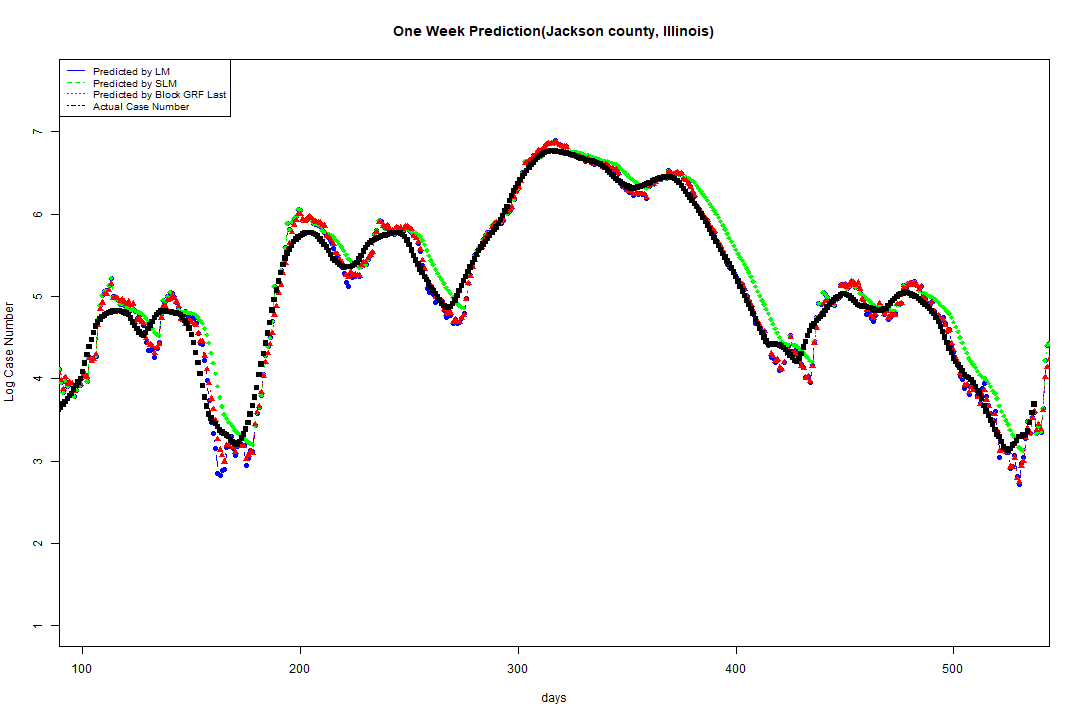 One Week Prediction(Jackson county, Illinois)
Predicted by LM
Predicted by SLM
Predicted by Block GRF Last
Actual Case Number
7
6
5
4
3
2
1
Log Case Number
100 200 300 400 500
days